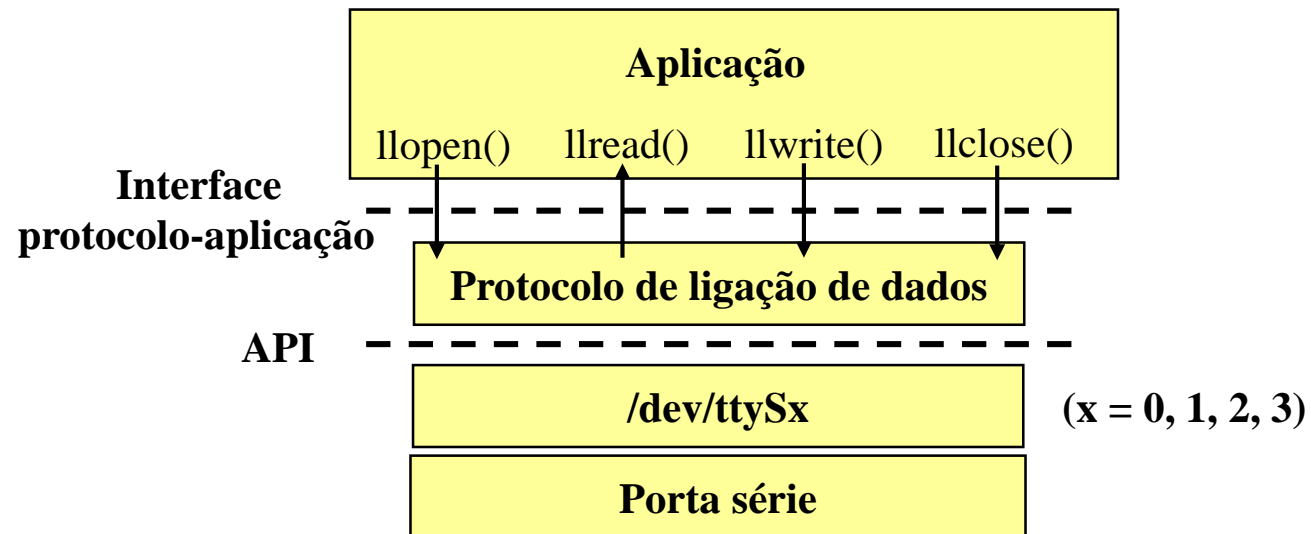 Aplicação
llopen() llread() llwrite() llclose()
Interface
protocolo-aplicação
Protocolo de ligação de dados
API
/dev/ttySx (x = 0, 1, 2, 3)
Porta série